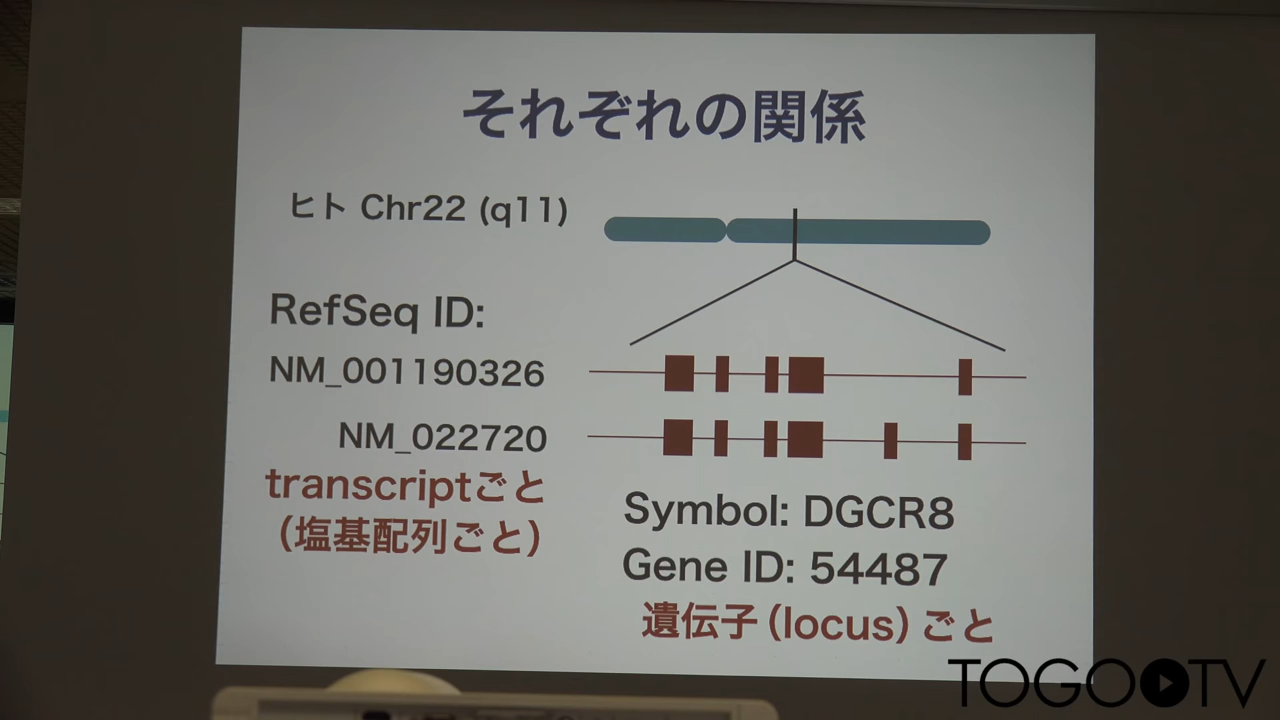 それぞれの関係
ヒト Chr22 (q11)
RefSeq ID:
NM_001190326
NM_022720
transcriptごと
（塩基配列ごと）
Symbol: DGCR8
Gene ID: 54487
遺伝子（locus）ごと
TOGOTV